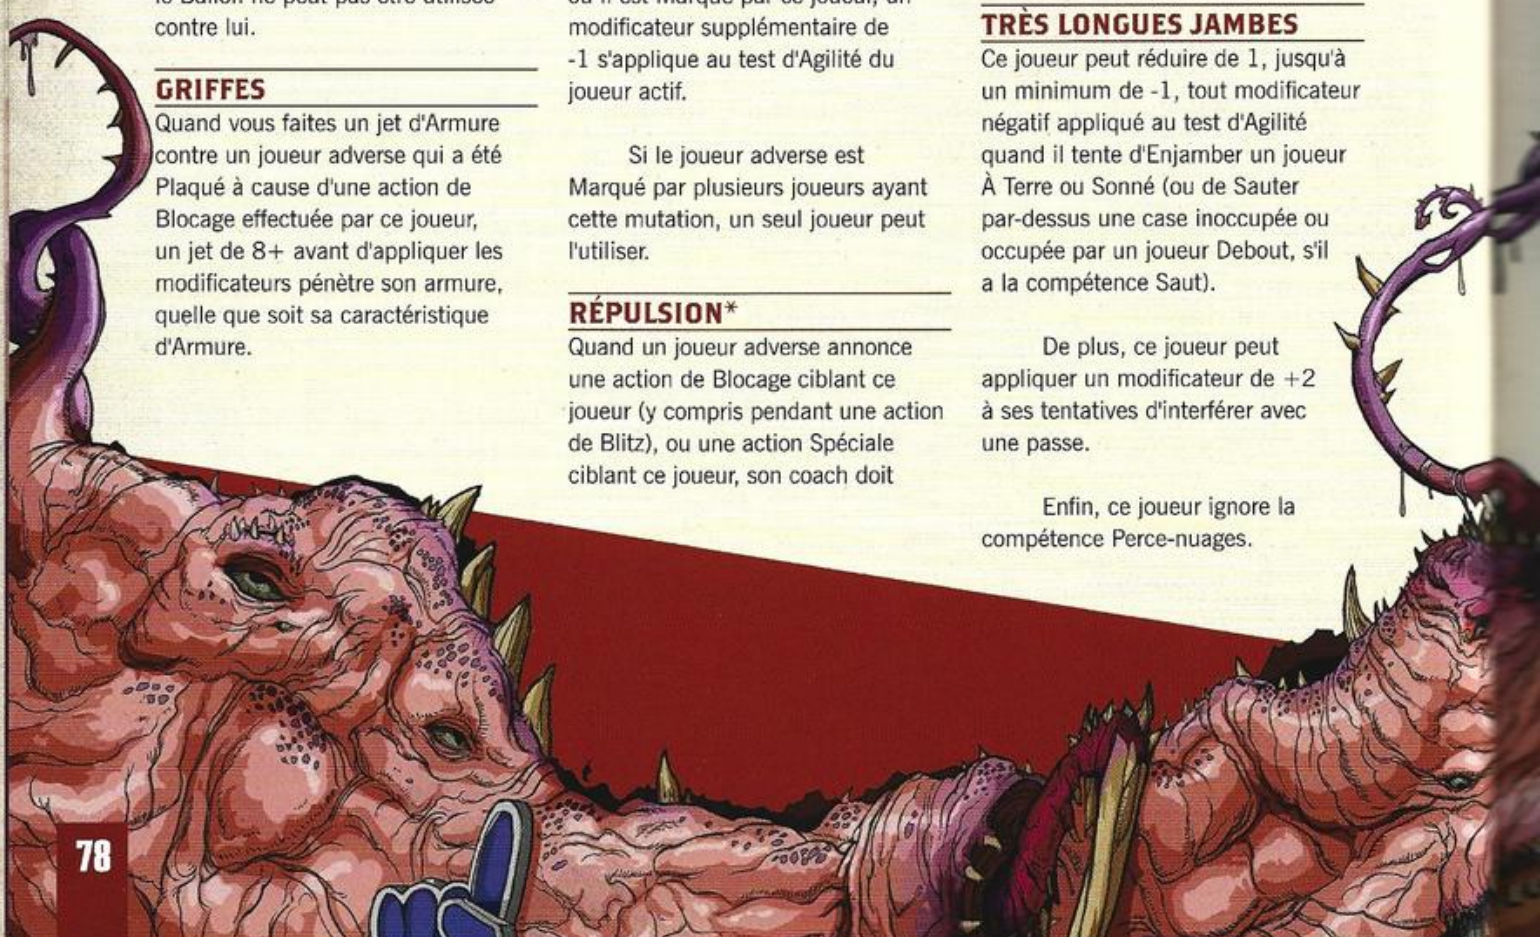 contre lui.
GRIFFES
Quand vous faites un jet d'Armure
contre un joueur adverse qui a été
Plaqué à cause d'une action de
Blocage effectuée par ce joueur,
un jet de 8+ avant d'appliquer les
modificateurs pénètre son armure,
quelle que soit sa caractéristique
d'Armure.
modificateur supplémentaire de
-1 s'applique au test d'Agilité du
joueur actif.
Si le joueur adverse est
Marqué par plusieurs joueurs ayant
cette mutation, un seul joueur peut
l'utiliser.
RÉPULSION*
Quand un joueur adverse annonce
une action de Blocage ciblant ce
joueur (y compris pendant une action
de Blitz), ou une action Spéciale
ciblant ce joueur, son coach doit
TRÈS LONGUES JAMBES
Ce joueur peut réduire de 1, jusqu'à
un minimum de -1, tout modificateur
négatif appliqué au test d'Agilité
quand il tente d'Enjamber un joueur
À Terre ou Sonné (ou de Sauter
par-dessus une case inoccupée ou
occupée par un joueur Debout, s'il
a la compétence Saut).
De plus, ce joueur peut
appliquer un modificateur de +2
à ses tentatives d'interférer avec
une passe.
Enfin, ce joueur ignore la
compétence Perce-nuages.
78